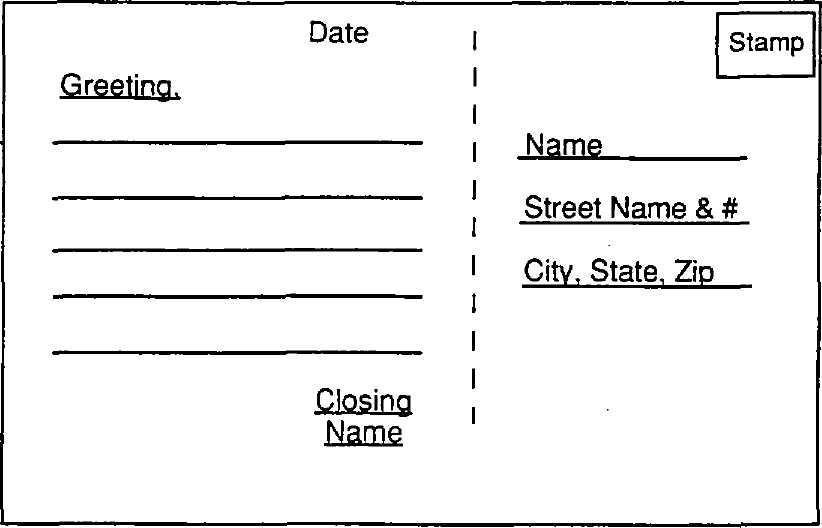 Date
Greeting,
Closing
Name
Stamp
Name
Street Name & #
City, State, Zip